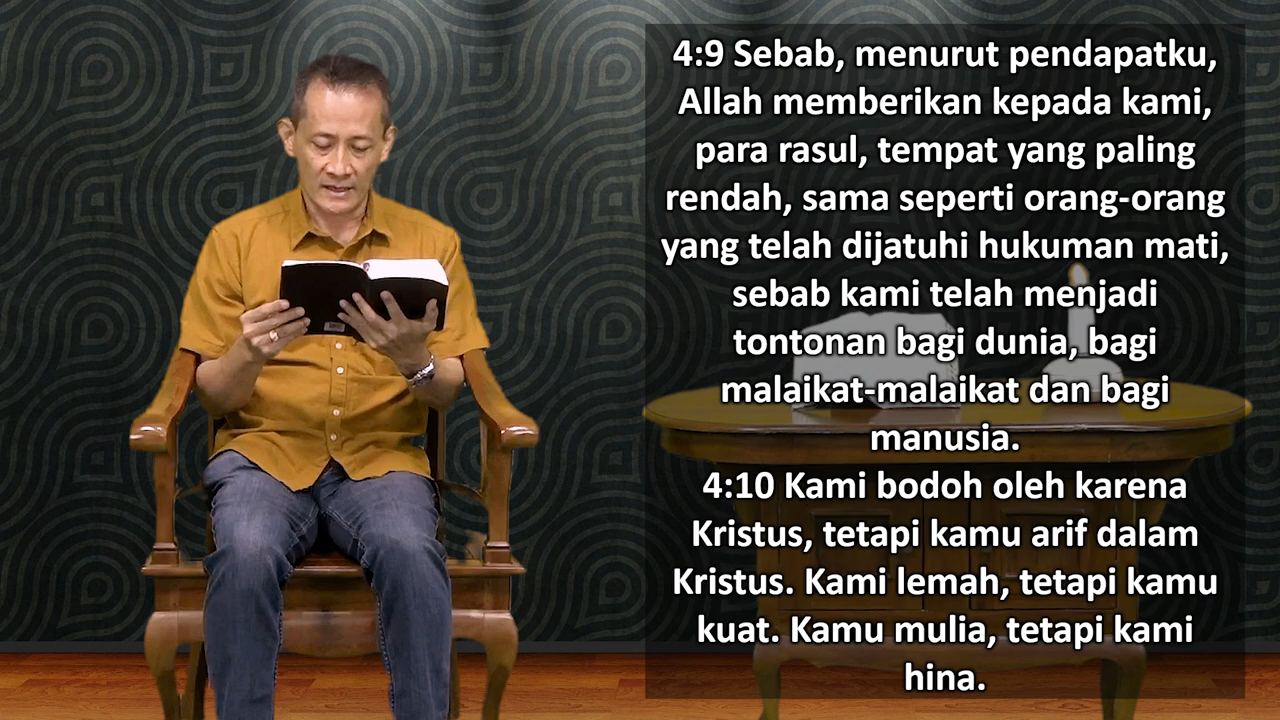 4:9 Sebab, menurut pendapatku,
Allah memberikan kepada kami,
para rasul, tempat yang paling
rendah, sama seperti orang-orang
yang telah dijatuhi hukuman mati,
sebab kami telah menjadi
tontonan bagi dunia, bagi
malaikat-malaikat dan bagi
manusia.
4:10 Kami bodoh oleh karena
Kristus, tetapi kamu arif dalam
Kristus. Kami lemah, tetapi kamu
kuat. Kamu mulia, tetapi kami
hina.